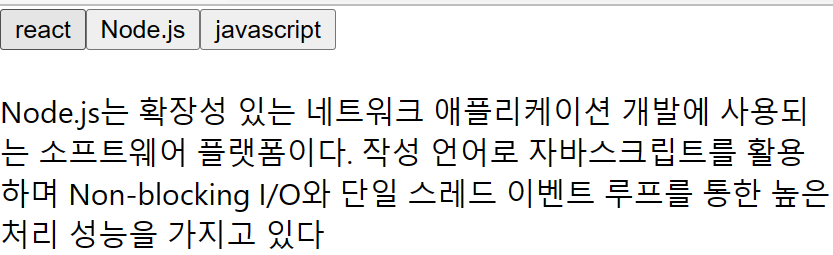 react Node.js javascript
Node.js는 확장성 있는 네트워크 애플리케이션 개발에 사용되
는 소프트웨어 플랫폼이다. 작성 언어로 자바스크립트를 활용
하며 Non-blocking I/O와 단일 스레드 이벤트 루프를 통한 높은
처리 성능을 가지고 있다